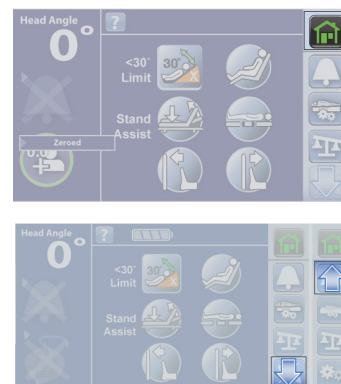 Head Angle
0°
?
<30°
Limit
30°
X
Stand
Assist
Zeroed
0.0
Head Angle
0°
?
<30°
Limit
30°
X
Stand
Assist